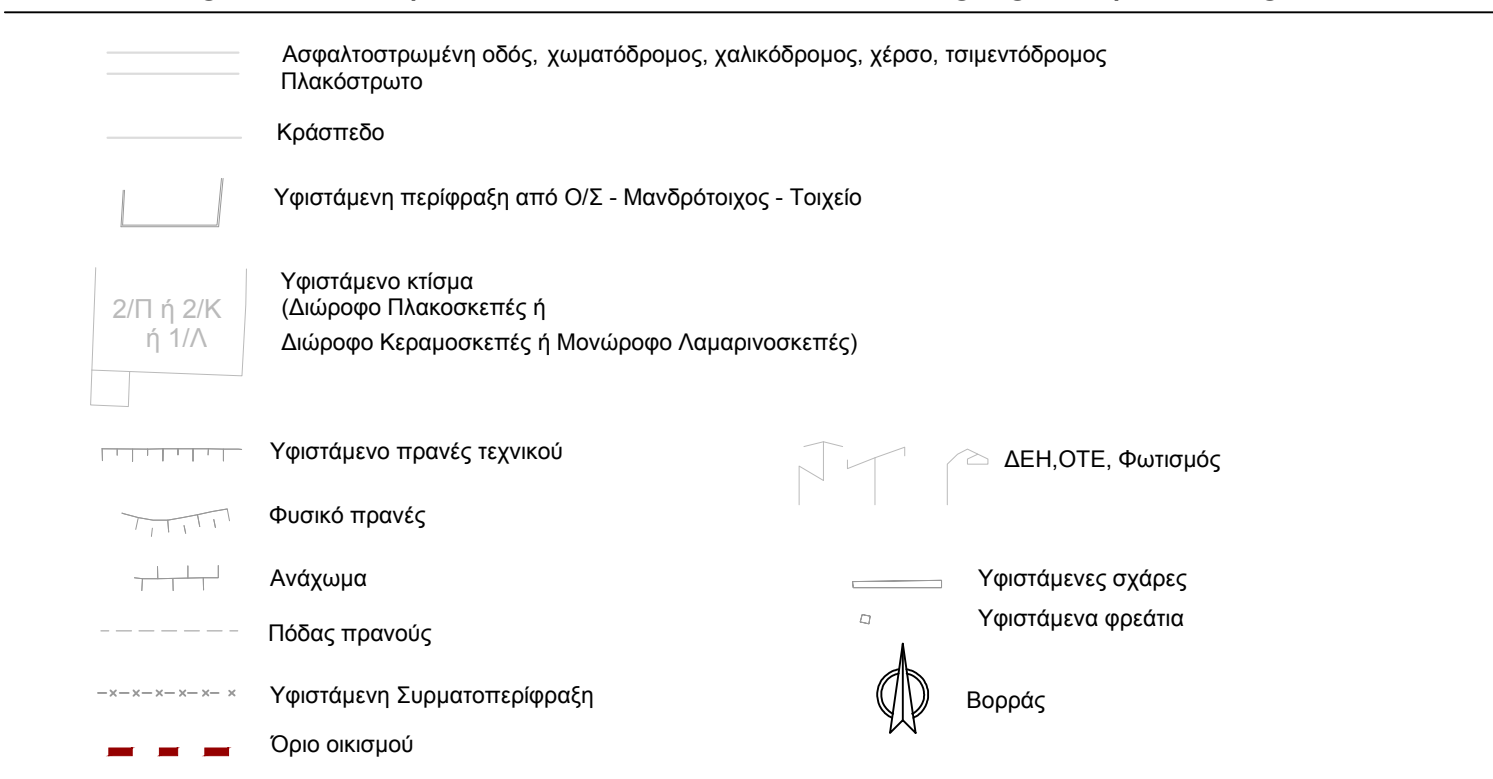 Ασφαλτοστρωμένη οδός, χωματόδρομος, χαλικόδρομος, χέρσο, τσιμεντόδρομος
Πλακόστρωτο
Κράσπεδο
Υφιστάμενη περίφραξη από Ο/Σ - Μανδρότοιχος - Τοιχείο
2/Π ή 2/Κ
ή 1/Λ
Υφιστάμενο κτίσμα
(Διώροφο Πλακοσκεπές ή
Διώροφο Κεραμοσκεπές ή Μονώροφο Λαμαρινοσκεπές)
Υφιστάμενο πρανές τεχνικού
Φυσικό πρανές
Ανάχωμα
Πόδας πρανούς
Υφιστάμενη Συρματοπερίφραξη
Όριο οικισμού
ΔΕΗ,ΟΤΕ, Φωτισμός
Υφιστάμενες σχάρες
Υφιστάμενα φρεάτια
Βορράς